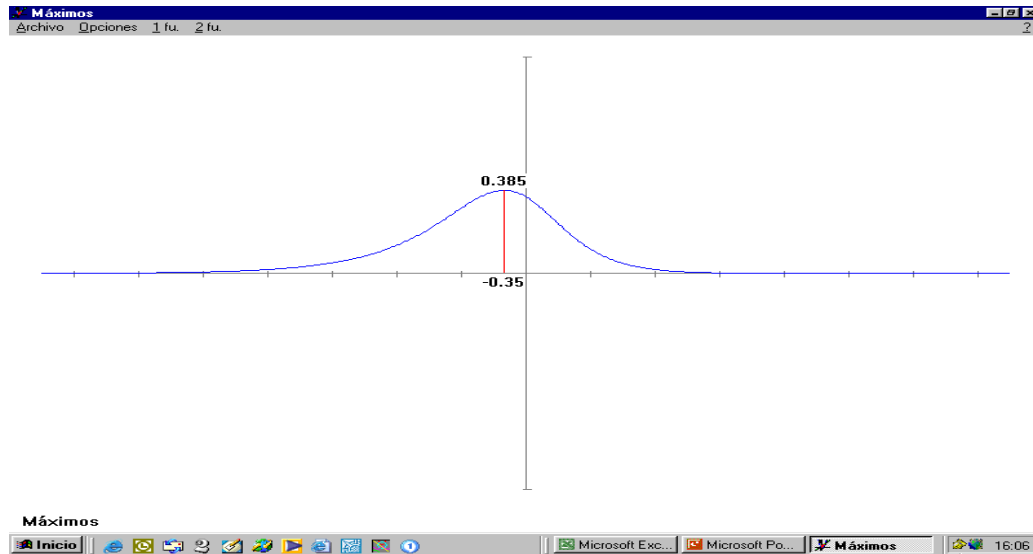 Máximos
Archivo Opciones 1 fu. 2 fu. ?
0.385
-0.35
Máximos
Inicio Microsoft Exc... Microsoft Po... Máximos 16:06